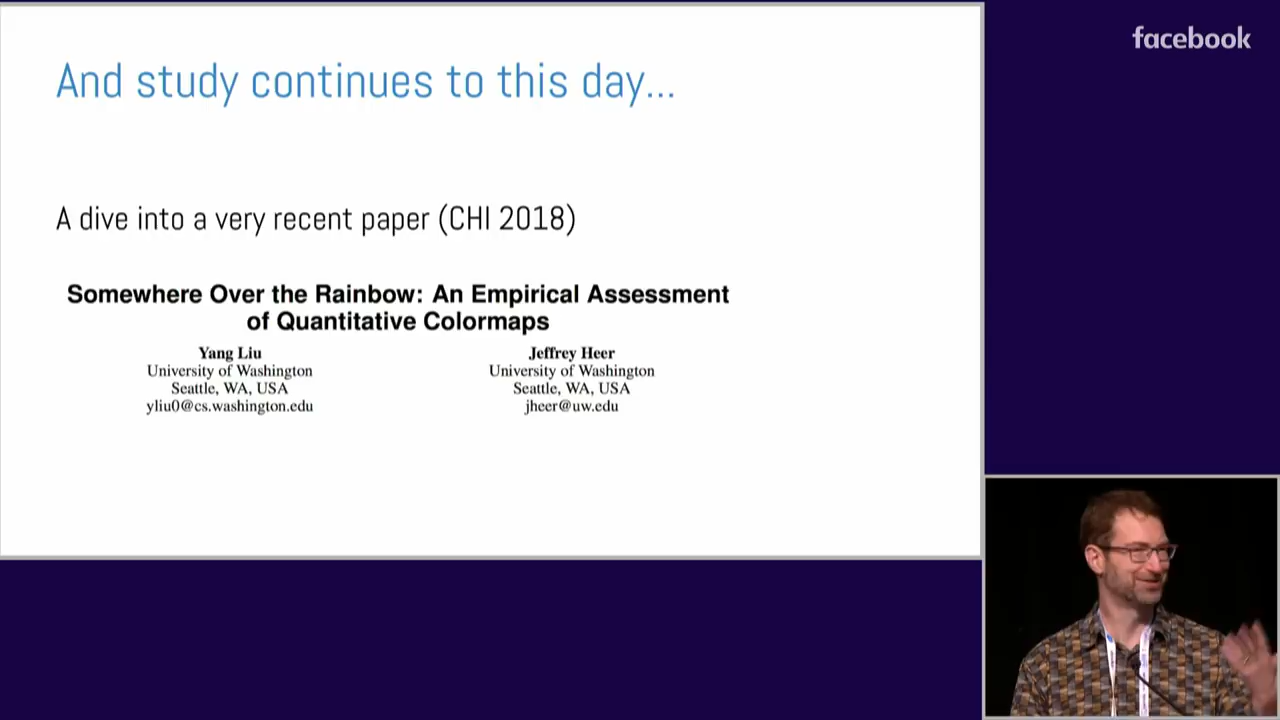 facebook
And study continues to this day...
A dive into a very recent paper (CHI 2018)
Somewhere Over the Rainbow: An Empirical Assessment
of Quantitative Colormaps
Yang Liu
University of Washington
Seattle, WA, USA
yliu0@cs.washington.edu
Jeffrey Heer
University of Washington
Seattle, WA, USA
jheer@uw.edu